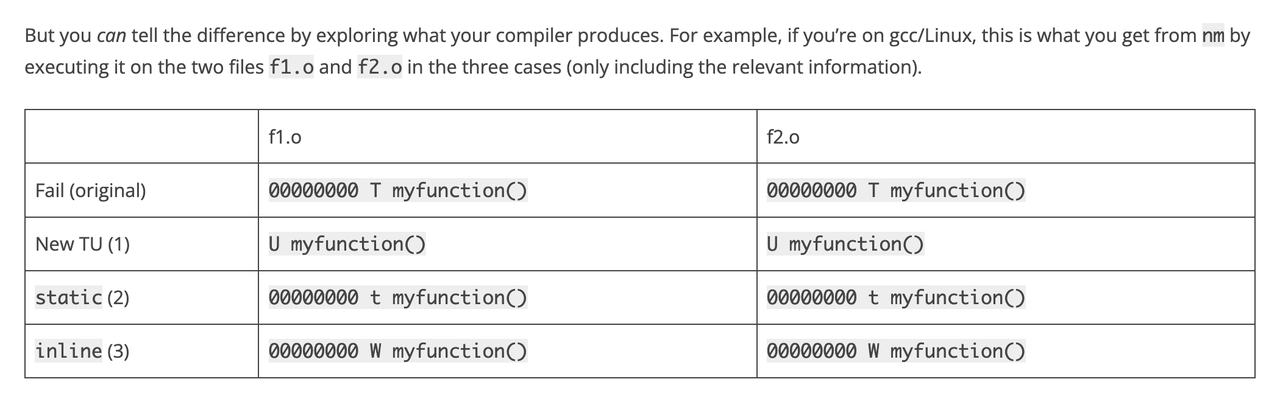 But you can tell the difference by exploring what your compiler produces. For example, if you’re on gcc/Linux, this is what you get from nm by
executing it on the two files f1.o and f2.o in the three cases (only including the relevant information).
f1.o f2.o
Fail (original) 00000000 T myfunction() 00000000 T myfunction()
New TU (1) U myfunction() U myfunction()
static (2) 00000000 t myfunction() 00000000 t myfunction()
inline (3) 00000000 W myfunction() 00000000 W myfunction()